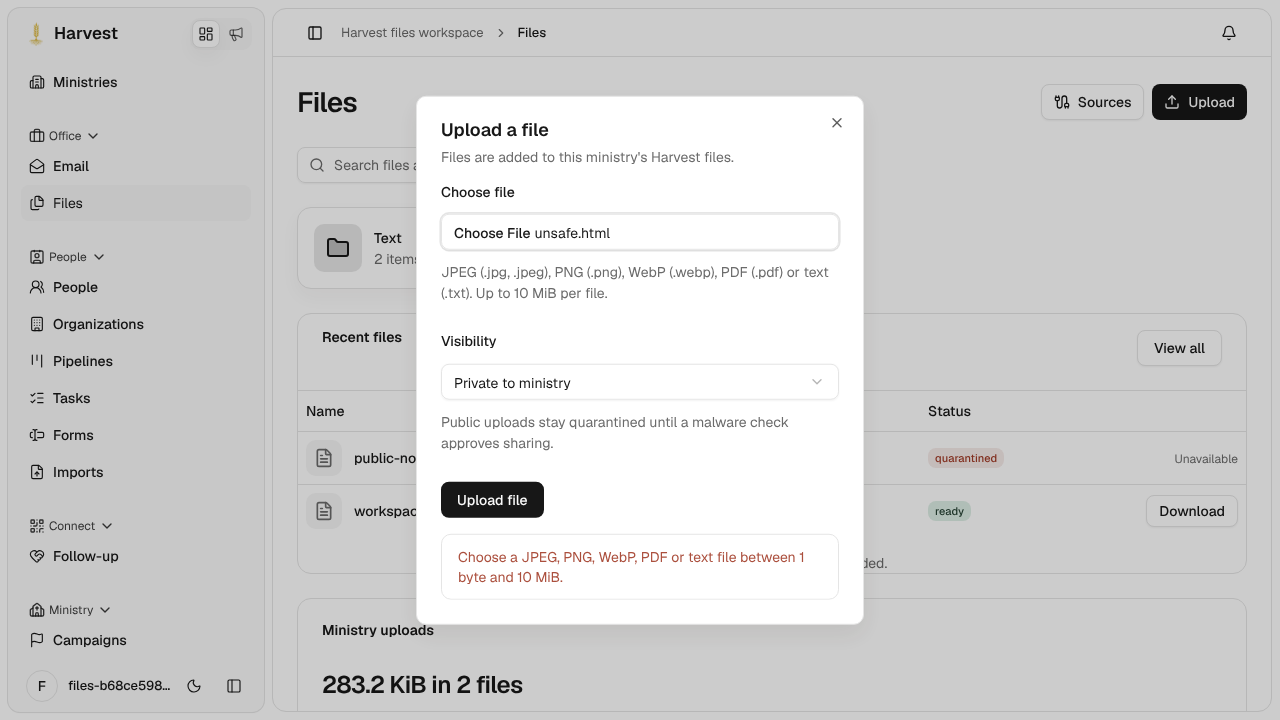 Harvest
Ministries
Office
Email
Files
People
People
Organizations
Pipelines
Tasks
Forms
Imports
Connect
Follow-up
Ministry
Campaigns
F
files-b68ce598...
Harvest files workspace
Files
Files
Sources
Upload
Search files
Text
2 items
Recent files
View all
Name
Status
public-no
quarantined
Unavailable
workspac
ready
Download
ded.
Ministry uploads
283.2 KiB in 2 files
Upload a file
Files are added to this ministry's Harvest files.
Choose file
Choose File unsafe.html
JPEG (.jpg, .jpeg), PNG (.png), WebP (.webp), PDF (.pdf) or text
(.txt). Up to 10 MiB per file.
Visibility
Private to ministry
Public uploads stay quarantined until a malware check
approves sharing.
Upload file
Choose a JPEG, PNG, WebP, PDF or text file between 1
byte and 10 MiB.